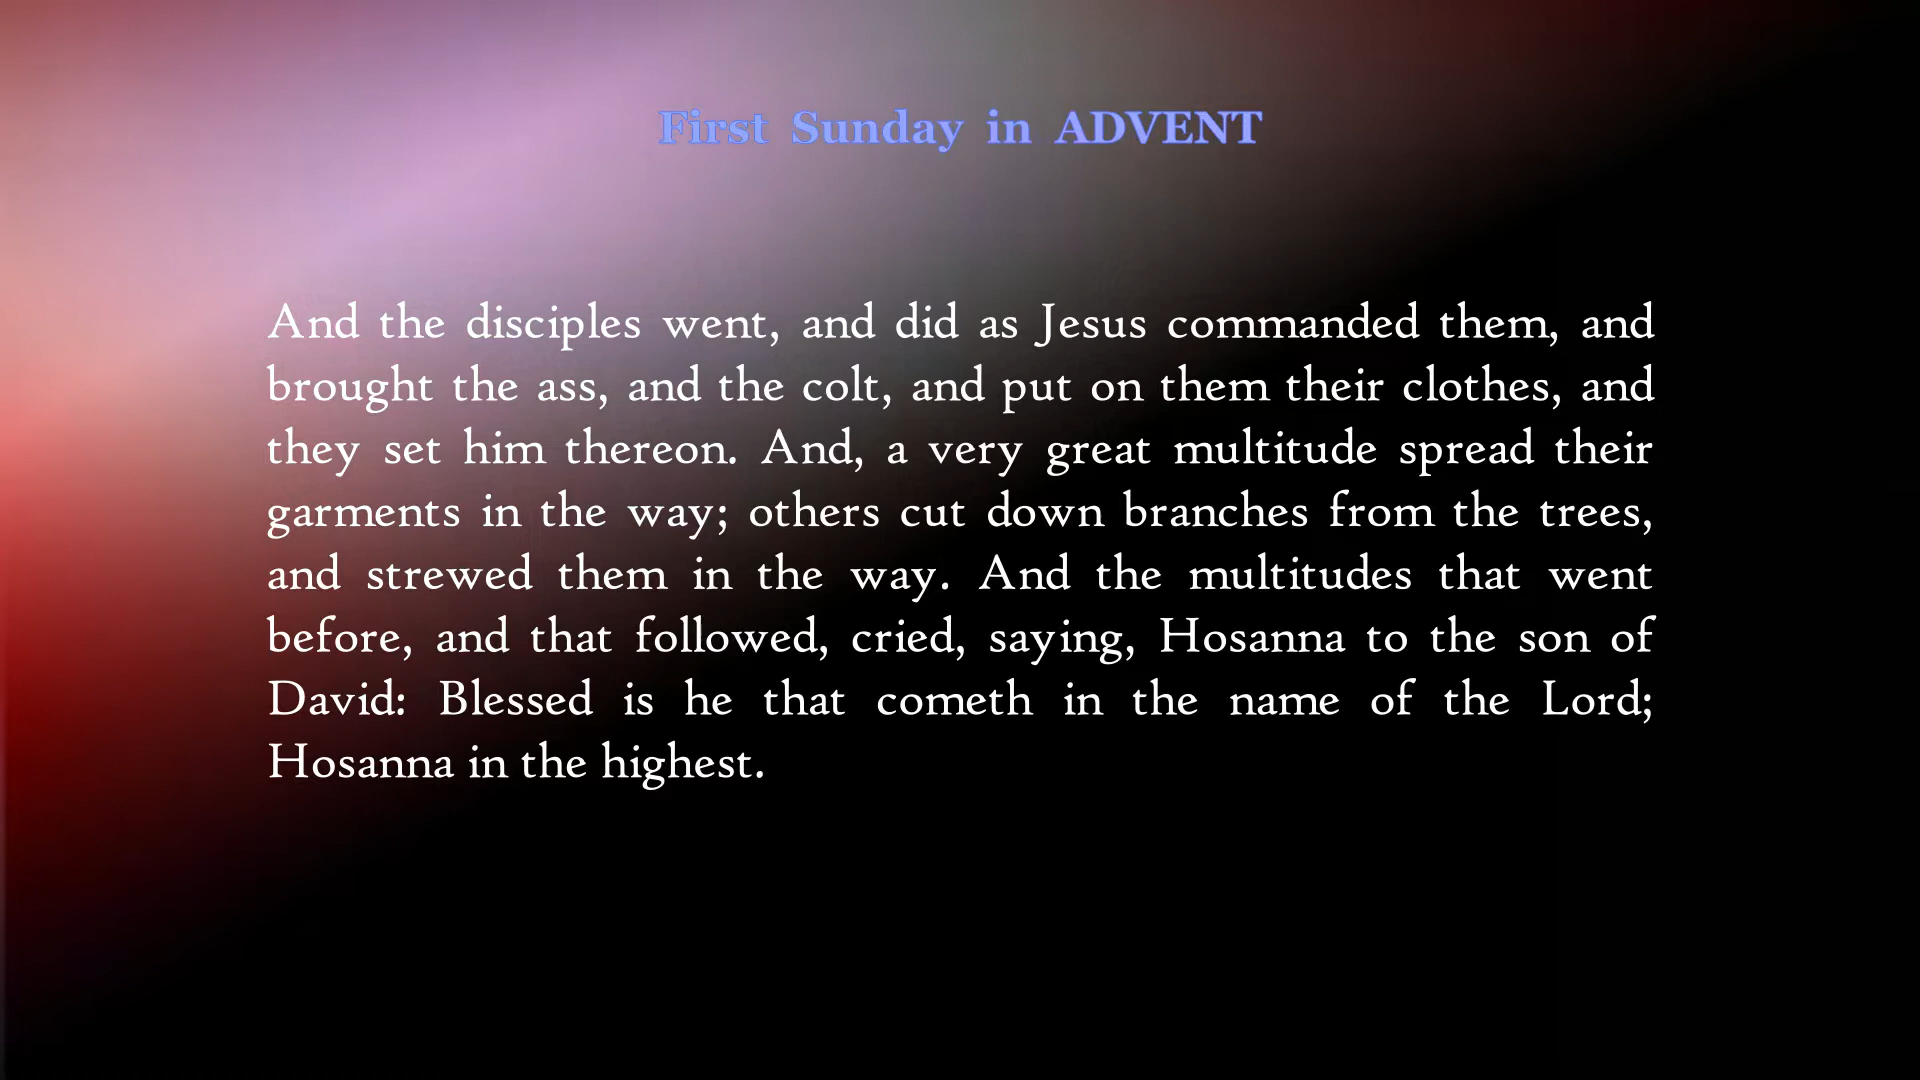 First Sunday in ADVENT
And the disciples went, and did as Jesus commanded them, and
brought the ass, and the colt, and put on them their clothes, and
they set him thereon. And, a very great multitude spread their
garments in the way; others cut down branches from the trees,
and strewed them in the way. And the multitudes that went
before, and that followed, cried, saying, Hosanna to the son of
David: Blessed is he that cometh in the name of the Lord;
Hosanna in the highest.